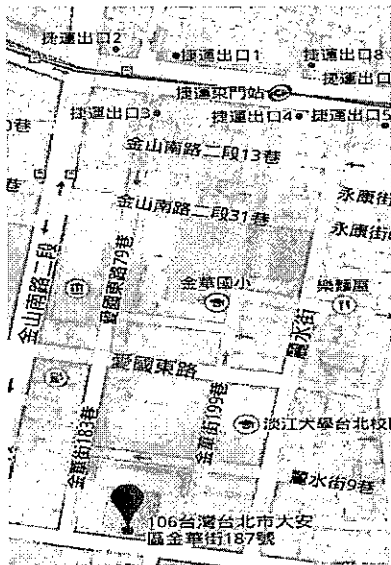 捷運出口2
捷運出口1
捷運出口8
捷運出口
捷運東門站
捷運出口3
捷運出口4
捷運出口5
金山南路二段13巷
巷
巷
金山南路二段31巷
永康街
永康街
金山南路二段
愛國東路79巷
金華國小
樂麵屋
麗水街
愛國東路
金華街199巷
淡江大學台北校
金華街183巷
麗水街9巷
106台灣台北市大安
區金華街187號